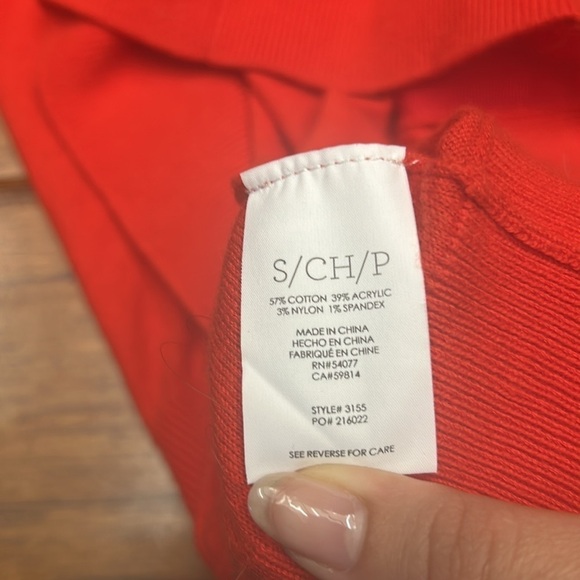 S/CH/P
57% COTTON 39% ACRYLIC
3% NYLON 1% SPANDEX
MADE IN CHINA
HECHO EN CHINA
FABRIQUÉ EN CHINE
RN#54077
CA#59814
STYLE# 3155
PO# 216022
SEE REVERSE FOR CARE